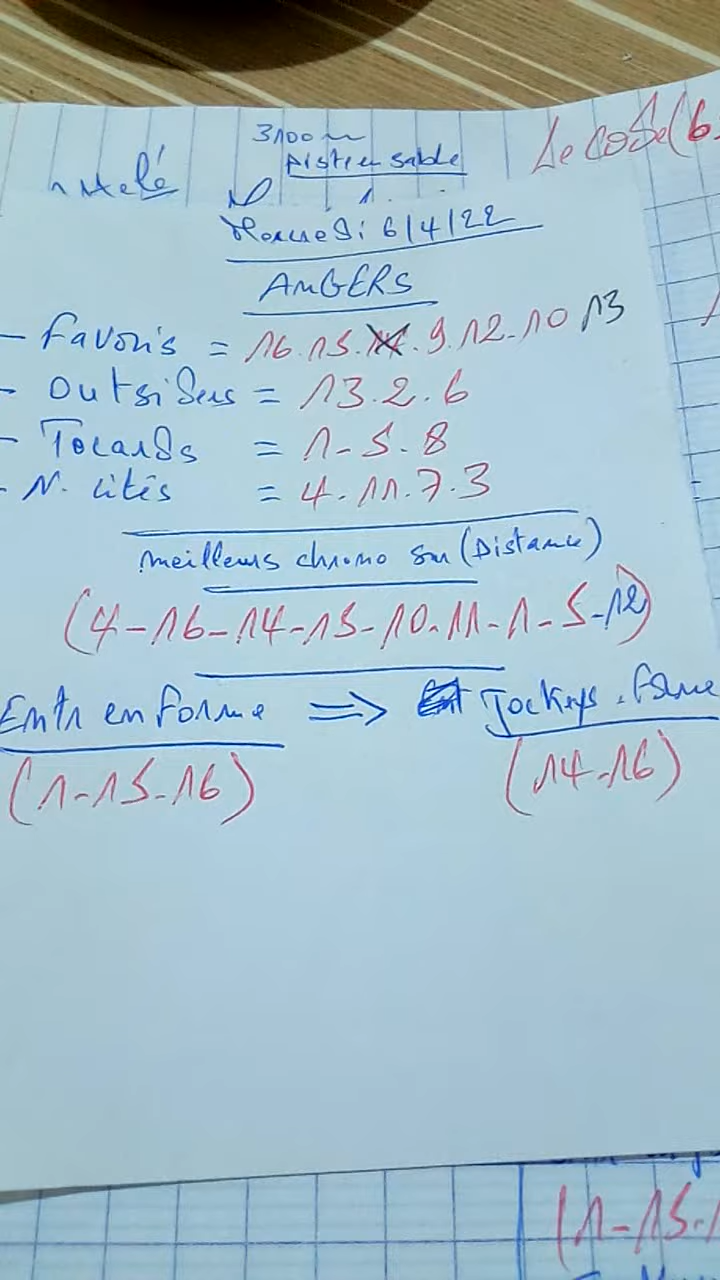 3100 m
Piste en sable
Le code (6.
Attelé
Mercredi: 6/4/22
ANGERS
- Favoris = 16.15.14.9.12.10 13
- Outsiders = 13.2.6
- Tocards = 1-5-8
- N. cités = 4.11.7.3
meilleurs chrono sur (Distance)
(4-16-14-15-10-11-1-5-12)
Entr en forme => Jockeys. forme
(1-15-16) (14-16)
(1-15.1